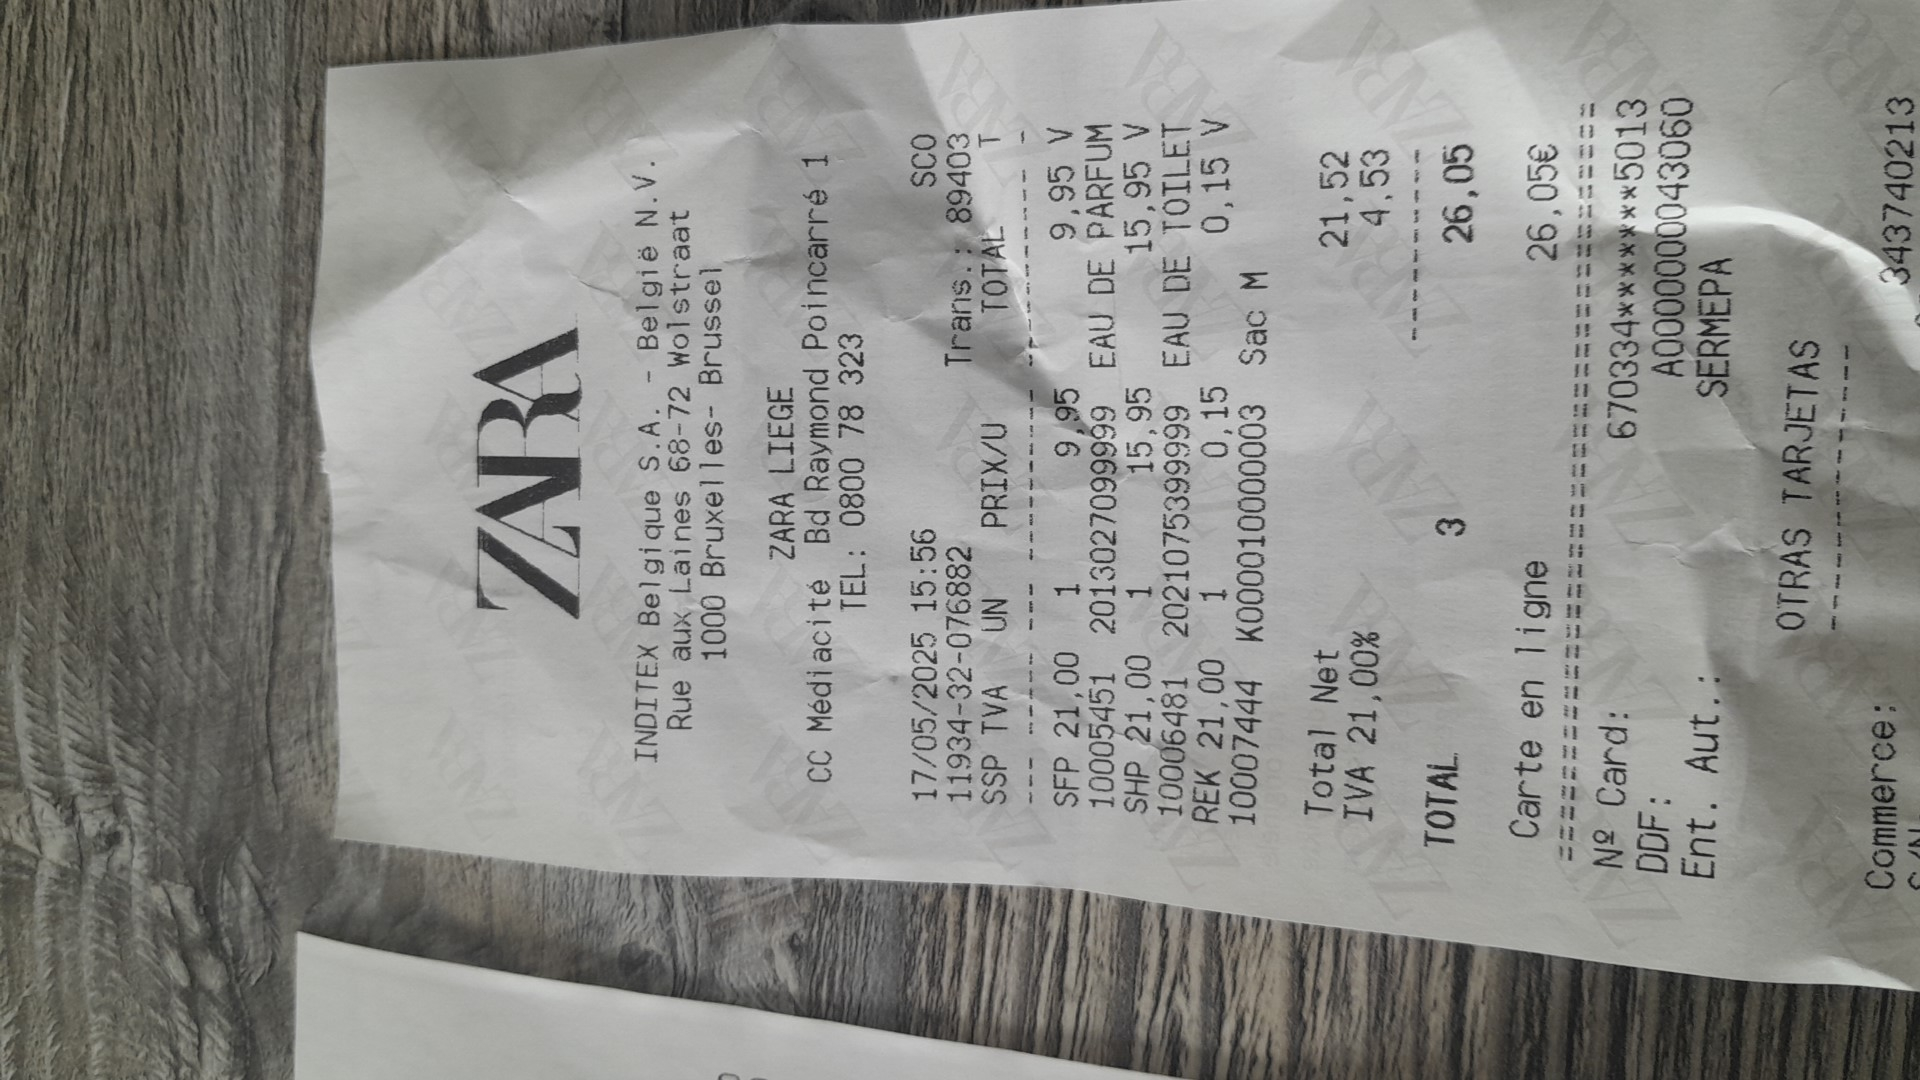 ZARA
INDITEX Belgique S.A. - België N.V.
Rue aux Laines 68-72 Wolstraat
1000 Bruxelles- Brussel
ZARA LIEGE
CC Médiacité Bd Raymond Poincarré 1
TEL: 0800 78 323
17/05/2025 15:56 SCO
11934-32-076882 Trans.: 89403
SSP TVA UN PRIX/U TOTAL T
--- ----- --- --------- --------- -
SFP 21,00 1 9,95 9,95 V
10005451 20130270999999 EAU DE PARFUM
SHP 21,00 1 15,95 15,95 V
10006481 20210753999999 EAU DE TOILET
REK 21,00 1 0,15 0,15 V
10007444 K0000100000003 Sac M
Total Net 21,52
IVA 21,00% 4,53
-----------
TOTAL 3 26,05
Carte en ligne 26,05€
========================================
Nº Card: 670334*********5013
DDF: A0000000043060
Ent. Aut.: SERMEPA
OTRAS TARJETAS
----------------
Commerce: 343740213